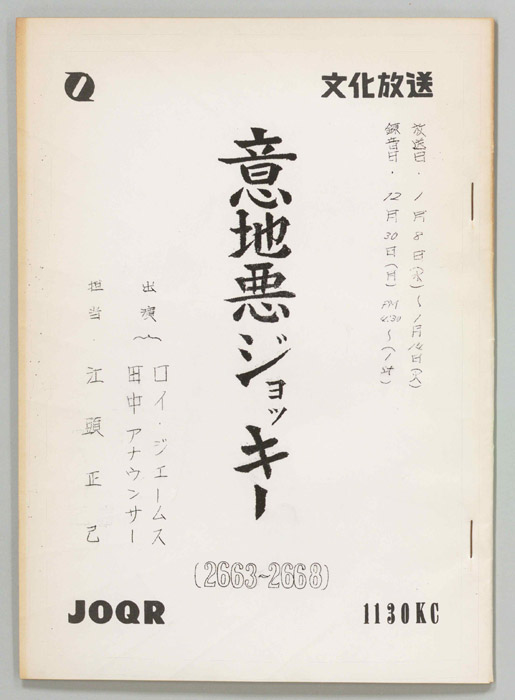 文化放送
放送日・1月8日(水)〜1月14日(火)
録音日・12月30日(月) 4:30〜(1st)
意地悪ジョッキー
(2663~2668)
出演
ロイ・ジェームス
田中アナウンサー
担当・江頭正己
JOQR
1130KC